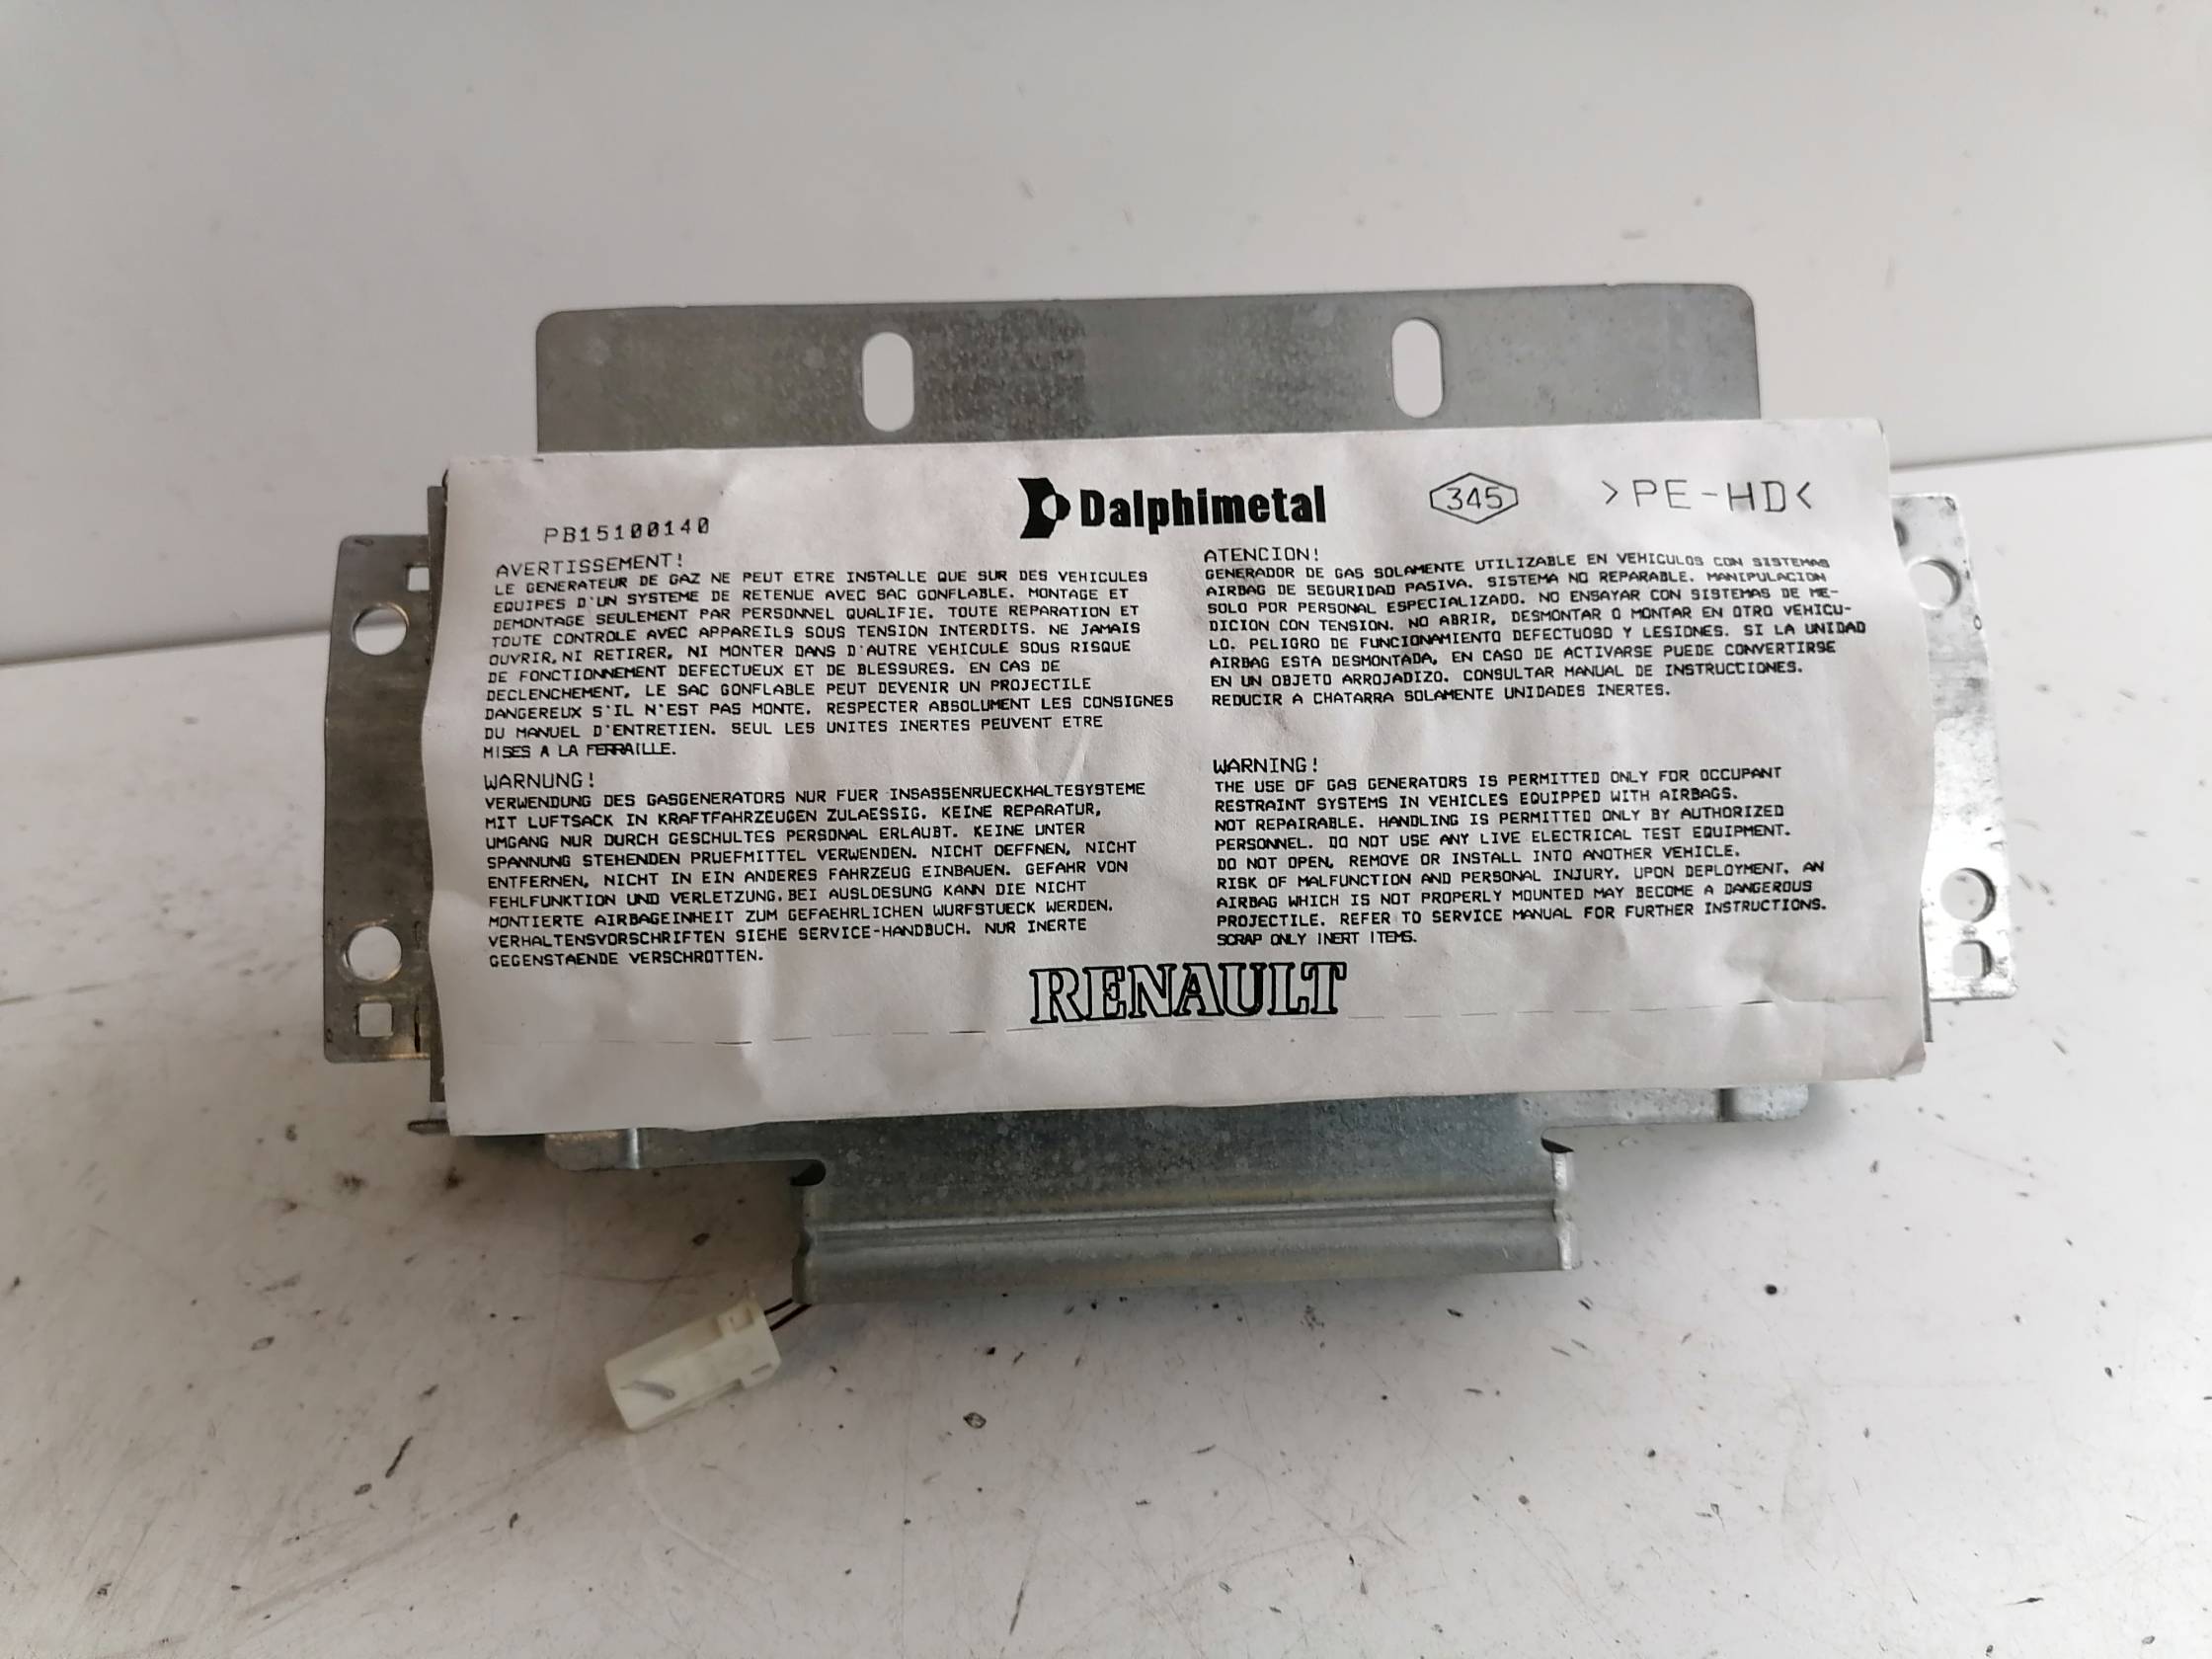 Dalphimetal
345
>PE-HD<
PB15100140
AVERTISSEMENT!
LE GENERATEUR DE GAZ NE PEUT ETRE INSTALLE QUE SUR DES VEHICULES
EQUIPES D'UN SYSTEME DE RETENUE AVEC SAC GONFLABLE. MONTAGE ET
DEMONTAGE SEULEMENT PAR PERSONNEL QUALIFIE. TOUTE REPARATION ET
TOUTE CONTROLE AVEC APPAREILS SOUS TENSION INTERDITS. NE JAMAIS
OUVRIR, NI RETIRER, NI MONTER DANS D'AUTRE VEHICULE SOUS RISQUE
DE FONCTIONNEMENT DEFECTUEUX ET DE BLESSURES. EN CAS DE
DECLENCHEMENT, LE SAC GONFLABLE PEUT DEVENIR UN PROJECTILE
DANGEREUX S'IL N'EST PAS MONTE. RESPECTER ABSOLUMENT LES CONSIGNES
DU MANUEL D'ENTRETIEN. SEUL LES UNITES INERTES PEUVENT ETRE
MISES A LA FERRAILLE.
ATENCION!
GENERADOR DE GAS SOLAMENTE UTILIZABLE EN VEHICULOS CON SISTEMAS
AIRBAG DE SEGURIDAD PASIVA. SISTEMA NO REPARABLE. MANIPULACION
SOLO POR PERSONAL ESPECIALIZADO. NO ENSAYAR CON SISTEMAS DE ME-
DICION CON TENSION. NO ABRIR, DESMONTAR O MONTAR EN OTRO VEHICU-
LO. PELIGRO DE FUNCIONAMIENTO DEFECTUOSO Y LESIONES. SI LA UNIDAD
AIRBAG ESTA DESMONTADA, EN CASO DE ACTIVARSE PUEDE CONVERTIRSE
EN UN OBJETO ARROJADIZO. CONSULTAR MANUAL DE INSTRUCCIONES.
REDUCIR A CHATARRA SOLAMENTE UNIDADES INERTES.
WARNUNG!
VERWENDUNG DES GASGENERATORS NUR FUER INSASSENRUECKHALTESYSTEME
MIT LUFTSACK IN KRAFTFAHRZEUGEN ZULAESSIG. KEINE REPARATUR,
UMGANG NUR DURCH GESCHULTES PERSONAL ERLAUBT. KEINE UNTER
SPANNUNG STEHENDEN PRUEFMITTEL VERWENDEN. NICHT OEFFNEN, NICHT
ENTFERNEN, NICHT IN EIN ANDERES FAHRZEUG EINBAUEN. GEFAHR VON
FEHLFUNKTION UND VERLETZUNG. BEI AUSLOESUNG KANN DIE NICHT
MONTIERTE AIRBAGEINHEIT ZUM GEFAEHRLICHEN WURFSTUECK WERDEN.
VERHALTENSVORSCHRIFTEN SIEHE SERVICE-HANDBUCH. NUR INERTE
GEGENSTAENDE VERSCHROTTEN.
WARNING!
THE USE OF GAS GENERATORS IS PERMITTED ONLY FOR OCCUPANT
RESTRAINT SYSTEMS IN VEHICLES EQUIPPED WITH AIRBAGS.
NOT REPAIRABLE. HANDLING IS PERMITTED ONLY BY AUTHORIZED
PERSONNEL. DO NOT USE ANY LIVE ELECTRICAL TEST EQUIPMENT.
DO NOT OPEN, REMOVE OR INSTALL INTO ANOTHER VEHICLE.
RISK OF MALFUNCTION AND PERSONAL INJURY. UPON DEPLOYMENT, AN
AIRBAG WHICH IS NOT PROPERLY MOUNTED MAY BECOME A DANGEROUS
PROJECTILE. REFER TO SERVICE MANUAL FOR FURTHER INSTRUCTIONS.
SCRAP ONLY INERT ITEMS.
RENAULT